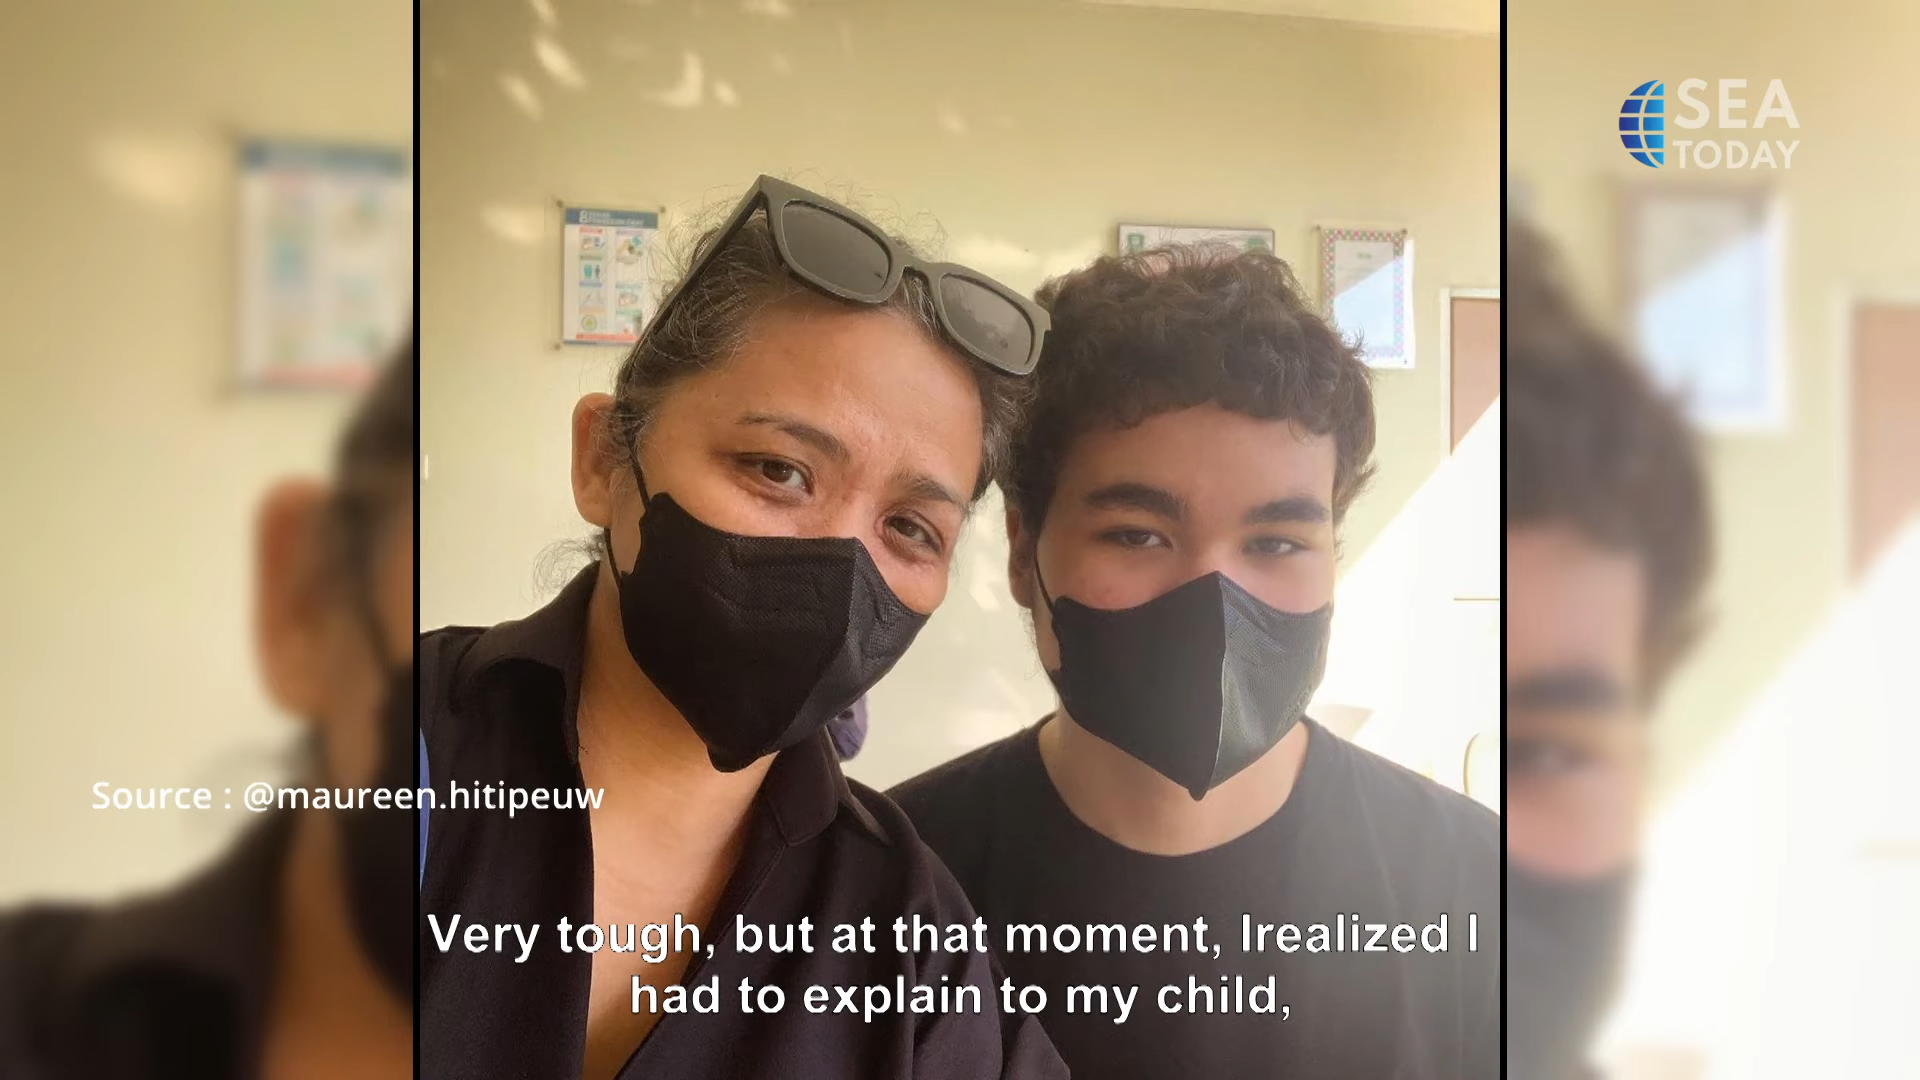 SEA
TODAY
Source : @maureen.hitipeuw
Very tough, but at that moment, Irealized I
had to explain to my child,